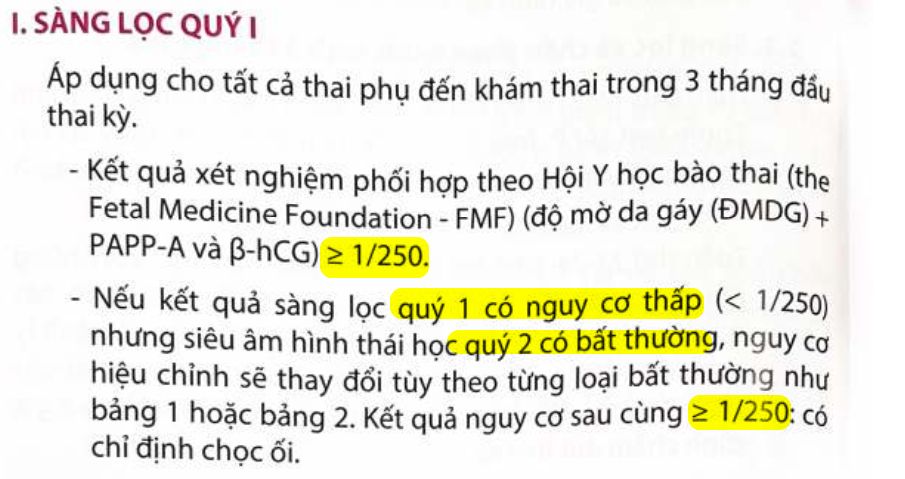 I. SÀNG LỌC QUÝ I
Áp dụng cho tất cả thai phụ đến khám thai trong 3 tháng đầu
thai kỳ.
- Kết quả xét nghiệm phối hợp theo Hội Y học bào thai (the
Fetal Medicine Foundation - FMF) (độ mờ da gáy (ĐMDG) +
PAPP-A và β-hCG) ≥ 1/250.
- Nếu kết quả sàng lọc quý 1 có nguy cơ thấp (< 1/250)
nhưng siêu âm hình thái học quý 2 có bất thường, nguy cơ
hiệu chỉnh sẽ thay đổi tùy theo từng loại bất thường như
bảng 1 hoặc bảng 2. Kết quả nguy cơ sau cùng ≥ 1/250: có
chỉ định chọc ối.